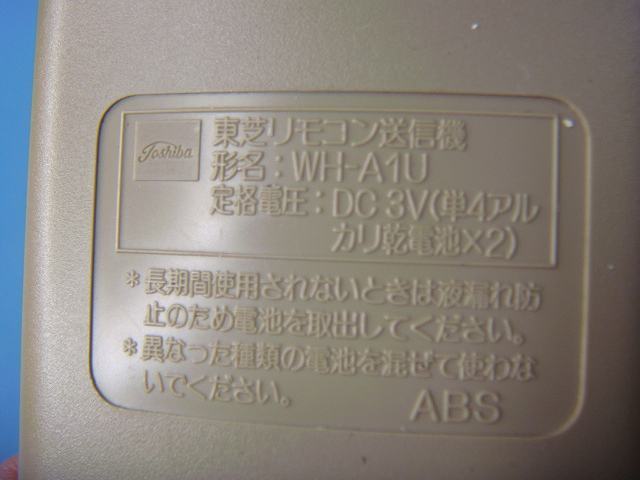 Toshiba
東芝リモコン送信機
形名：WH-A1U
定格電圧：DC 3V(単4アル
カリ乾電池×2)
＊長期間使用されないときは液漏れ防
止のため電池を取出してください。
＊異なった種類の電池を混ぜて使わな
いでください。
ABS